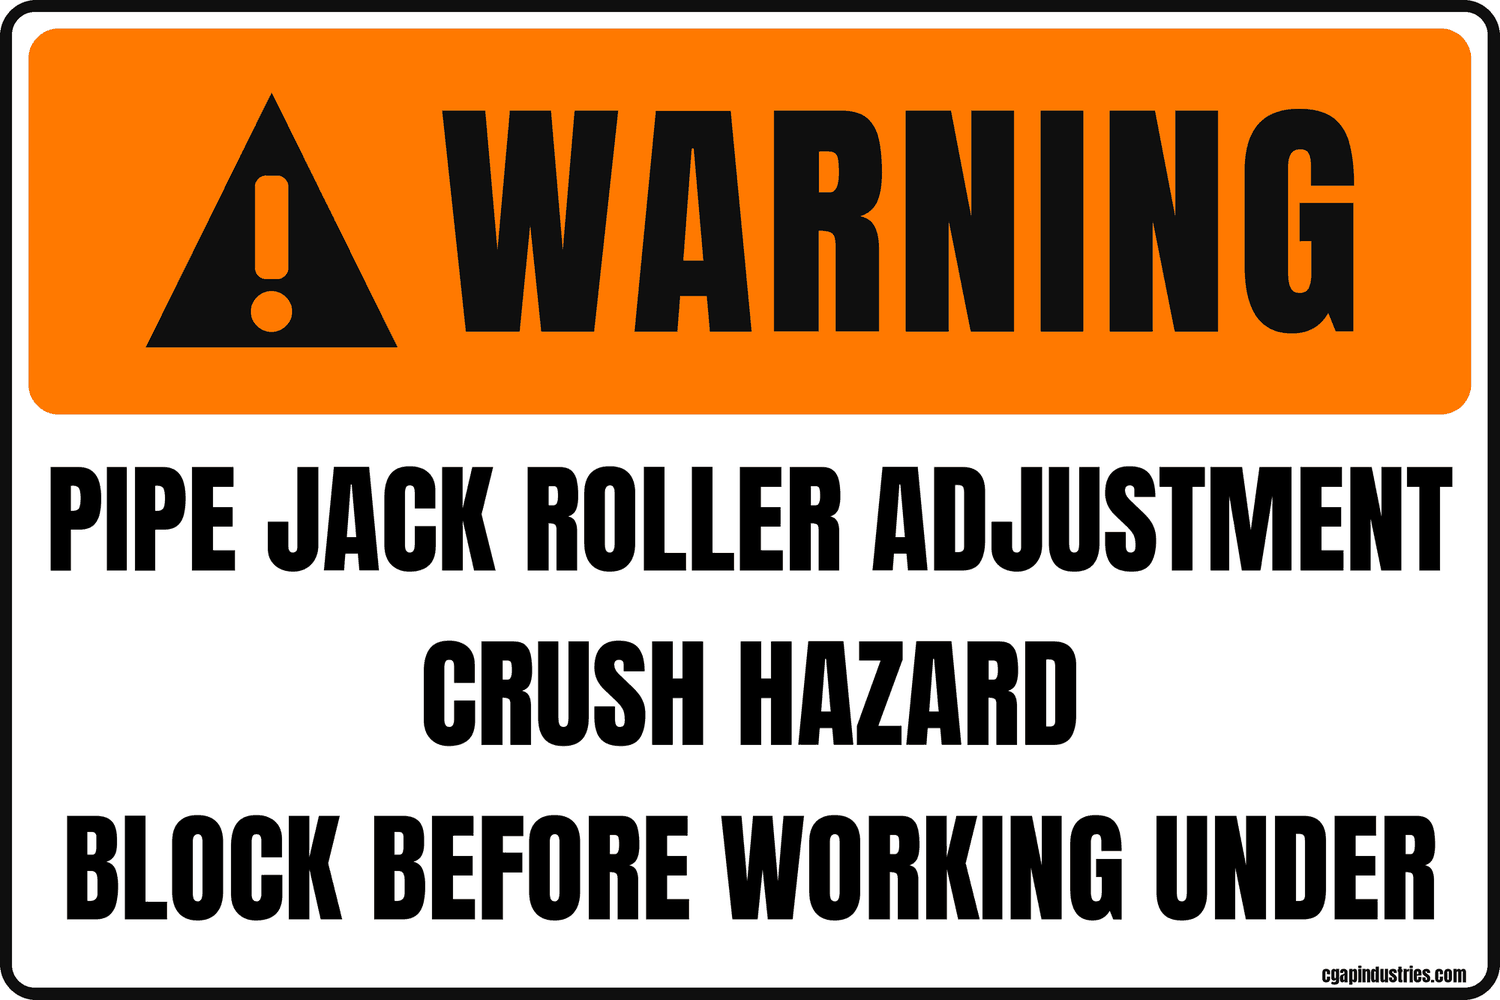 WARNING
PIPE JACK ROLLER ADJUSTMENT
CRUSH HAZARD
BLOCK BEFORE WORKING UNDER
cgapindustries.com